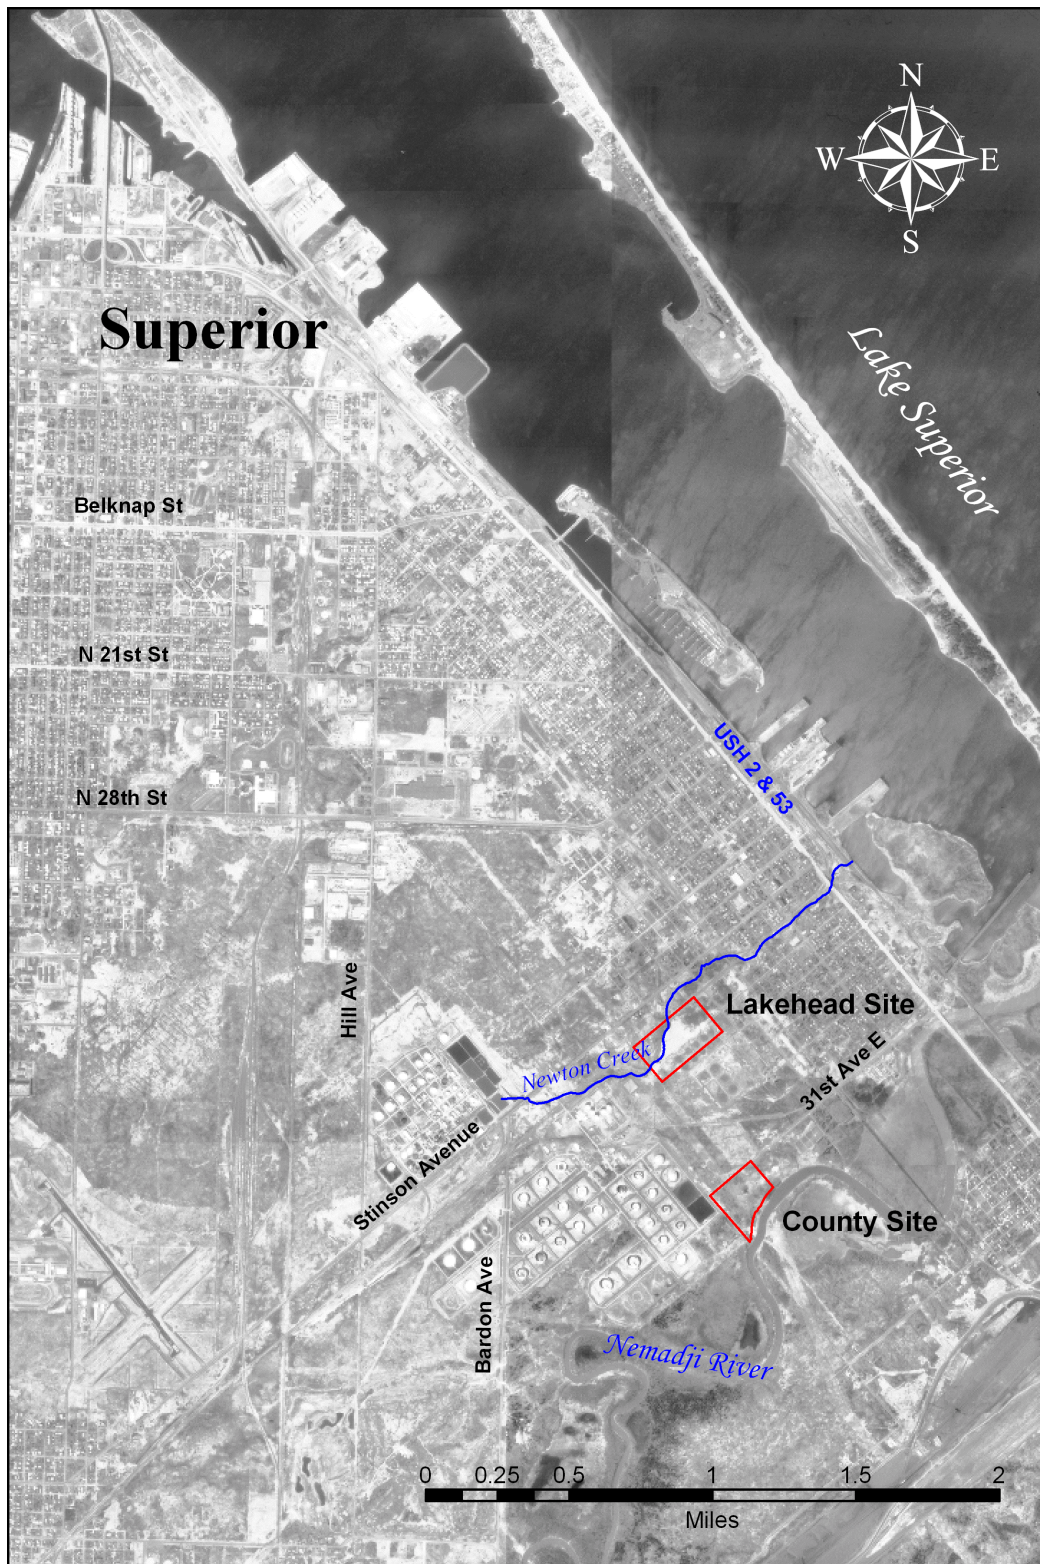 N
W E
S
Superior
Lake Superior
Belknap St
N 21st St
USH 2 & 53
N 28th St
Hill Ave
Lakehead Site
Newton Creek
31st Ave E
Stinson Avenue
County Site
Bardon Ave
Nemadji River
0 0.25 0.5 1 1.5 2
Miles